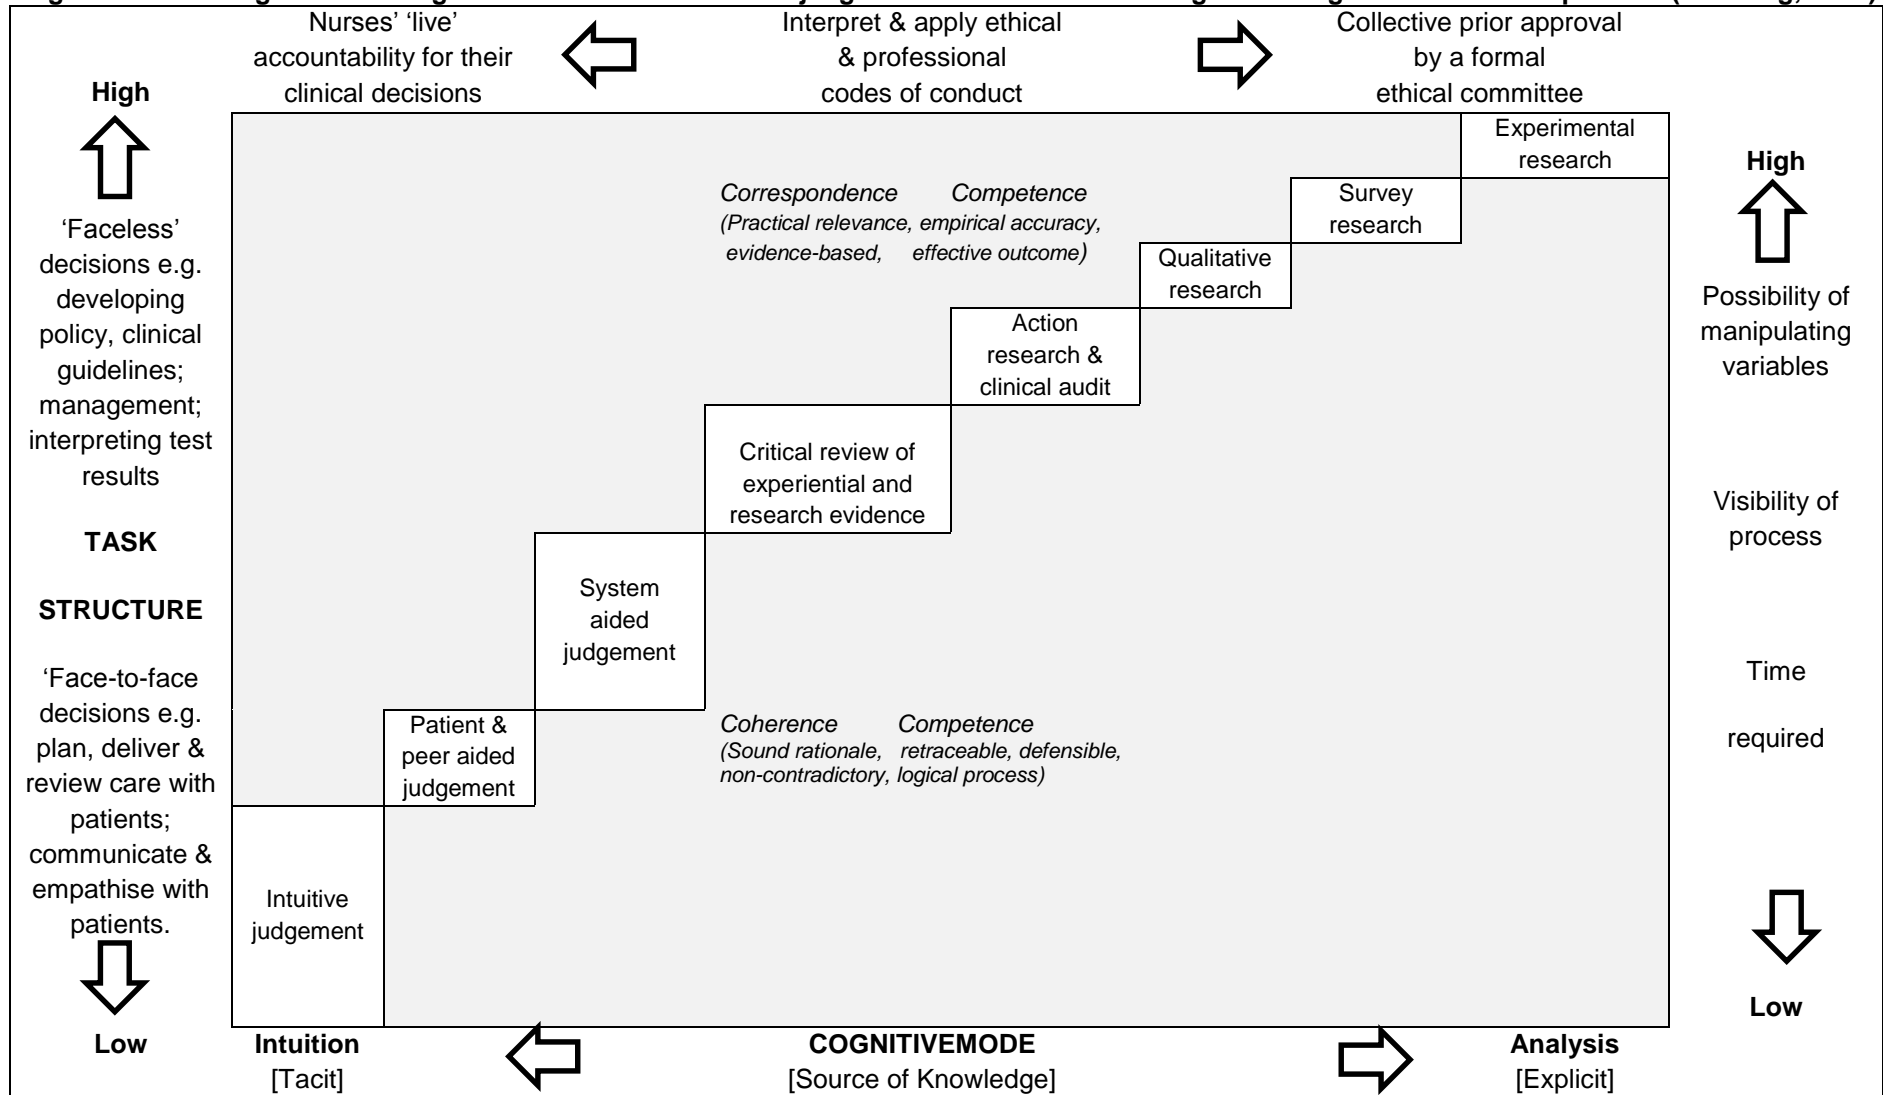 Nurses’ ‘live’
accountability for their
clinical decisions
Interpret & apply ethical
& professional
codes of conduct
Collective prior approval
by a formal
ethical committee
High
‘Faceless’
decisions e.g.
developing
policy, clinical
guidelines;
management;
interpreting test
results
TASK
STRUCTURE
‘Face-to-face
decisions e.g.
plan, deliver &
review care with
patients;
communicate &
empathise with
patients.
Low
Experimental
research
Survey
research
Correspondence Competence
(Practical relevance, empirical accuracy,
evidence-based, effective outcome)
Qualitative
research
Action
research &
clinical audit
Critical review of
experiential and
research evidence
System
aided
judgement
Patient &
peer aided
judgement
Coherence Competence
(Sound rationale, retraceable, defensible,
non-contradictory, logical process)
Intuitive
judgement
High
Possibility of
manipulating
variables
Visibility of
process
Time
required
Low
Intuition
[Tacit]
COGNITIVEMODE
[Source of Knowledge]
Analysis
[Explicit]